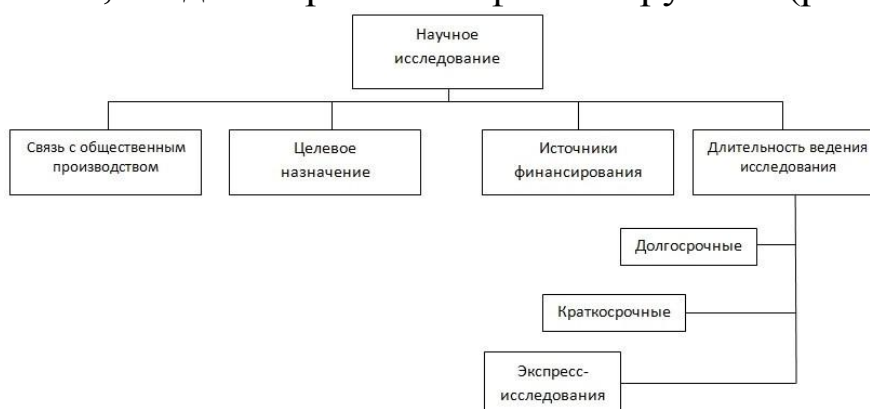 Научное
исследование
Связь с общественным
производством
Целевое
назначение
Источники
финансирования
Длительность ведения
исследования
Долгосрочные
Краткосрочные
Экспресс-
исследования